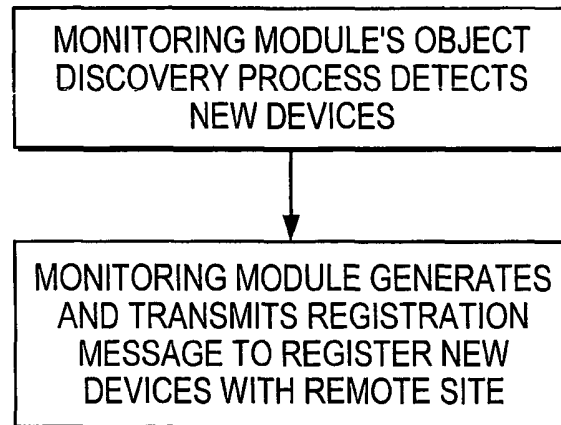 MONITORING MODULE'S OBJECT
DISCOVERY PROCESS DETECTS
NEW DEVICES
MONITORING MODULE GENERATES
AND TRANSMITS REGISTRATION
MESSAGE TO REGISTER NEW
DEVICES WITH REMOTE SITE